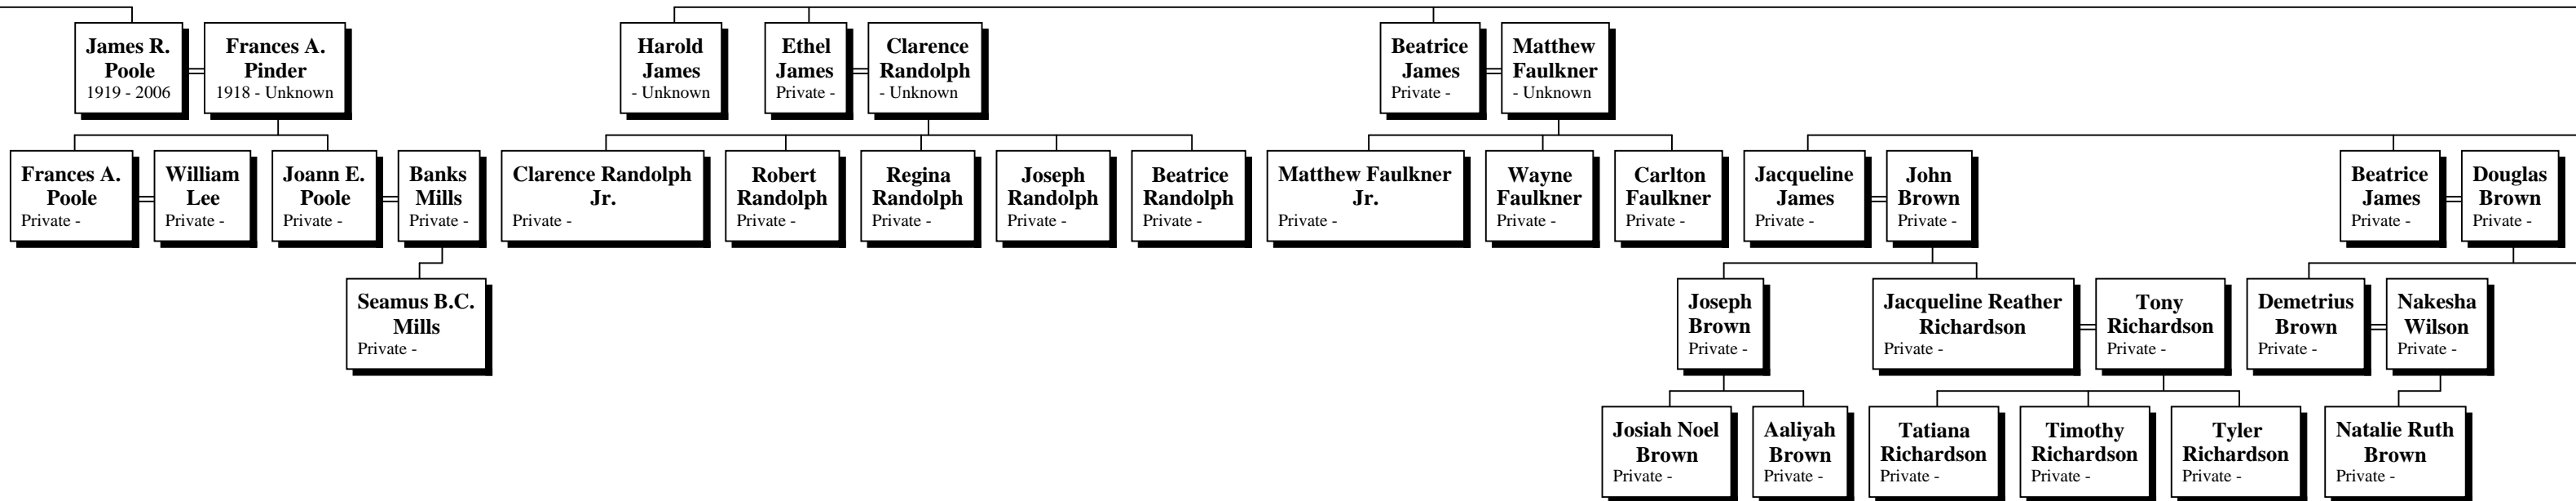 James R.
Poole
1919 - 2006
Frances A.
Pinder
1918 - Unknown
Harold
James
- Unknown
Ethel
James
Private -
Clarence
Randolph
- Unknown
Beatrice
James
Private -
Matthew
Faulkner
- Unknown
Frances A.
Poole
Private -
William
Lee
Private -
Joann E.
Poole
Private -
Banks
Mills
Private -
Clarence Randolph
Jr.
Private -
Robert
Randolph
Private -
Regina
Randolph
Private -
Joseph
Randolph
Private -
Beatrice
Randolph
Private -
Matthew Faulkner
Jr.
Private -
Wayne
Faulkner
Private -
Carlton
Faulkner
Private -
Jacqueline
James
Private -
John
Brown
Private -
Beatrice
James
Private -
Douglas
Brown
Private -
Seamus B.C.
Mills
Private -
Joseph
Brown
Private -
Jacqueline Reather
Richardson
Private -
Tony
Richardson
Private -
Demetrius
Brown
Private -
Nakesha
Wilson
Private -
Josiah Noel
Brown
Private -
Aaliyah
Brown
Private -
Tatiana
Richardson
Private -
Timothy
Richardson
Private -
Tyler
Richardson
Private -
Natalie Ruth
Brown
Private -